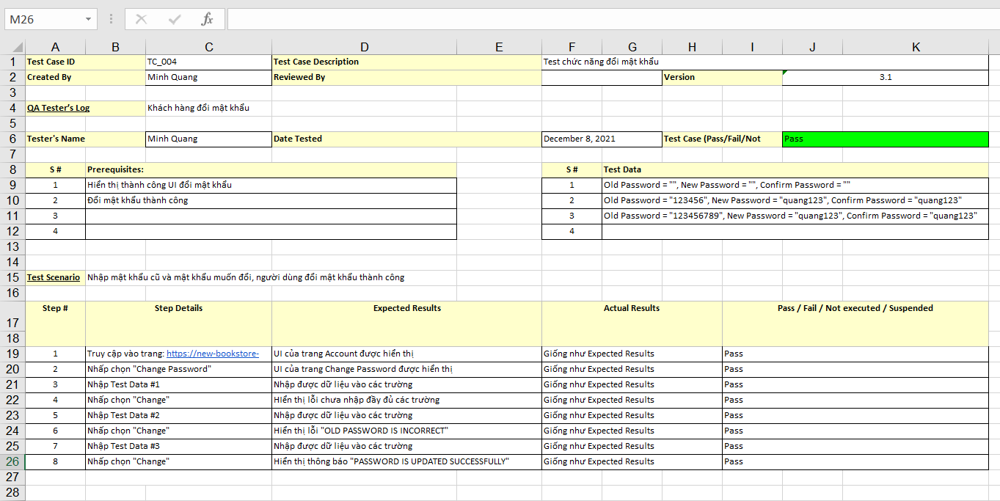 M26
fx
A B C D E F G H I J K
1 Test Case ID TC_004 Test Case Description Test chức năng đổi mật khẩu
2 Created By Minh Quang Reviewed By Version 3.1
3
4 QA Tester’s Log Khách hàng đổi mật khẩu
5
6 Tester's Name Minh Quang Date Tested December 8, 2021 Test Case (Pass/Fail/Not Pass
7
8 S # Prerequisites: S # Test Data
9 1 Hiển thị thành công UI đổi mật khẩu 1 Old Password = "", New Password = "", Confirm Password = ""
10 2 Đổi mật khẩu thành công 2 Old Password = "123456", New Password = "quang123", Confirm Password = "quang123"
11 3 3 Old Password = "123456789", New Password = "quang123", Confirm Password = "quang123"
12 4 4
13
14
15 Test Scenario Nhập mật khẩu cũ và mật khẩu muốn đổi, người dùng đổi mật khẩu thành công
16
17 Step # Step Details Expected Results Actual Results Pass / Fail / Not executed / Suspended
18
19 1 Truy cập vào trang: https://new-bookstore- UI của trang Account được hiển thị Giống như Expected Results Pass
20 2 Nhấp chọn "Change Password" UI của trang Change Password được hiển thị Giống như Expected Results Pass
21 3 Nhập Test Data #1 Nhập được dữ liệu vào các trường Giống như Expected Results Pass
22 4 Nhấp chọn "Change" HIển thị lỗi chưa nhập đầy đủ các trường Giống như Expected Results Pass
23 5 Nhập Test Data #2 Nhập được dữ liệu vào các trường Giống như Expected Results Pass
24 6 Nhấp chọn "Change" Hiển thị lỗi "OLD PASSWORD IS INCORRECT" Giống như Expected Results Pass
25 7 Nhập Test Data #3 Nhập được dữ liệu vào các trường Giống như Expected Results Pass
26 8 Nhấp chọn "Change" Hiển thị thông báo "PASSWORD IS UPDATED SUCCESSFULLY" Giống như Expected Results Pass
27
28